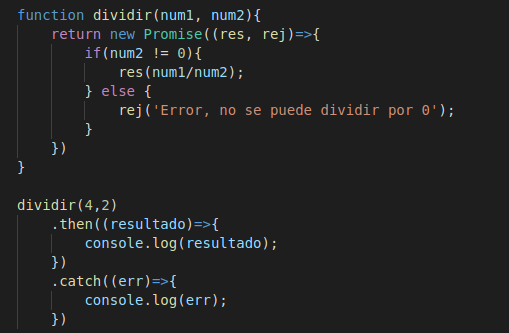 function dividir(num1, num2){
    return new Promise((res, rej)=>{
        if(num2 != 0){
            res(num1/num2);
        } else {
            rej('Error, no se puede dividir por 0');
        }
    })
}

dividir(4,2)
    .then((resultado)=>{
        console.log(resultado);
    })
    .catch((err)=>{
        console.log(err);
    })